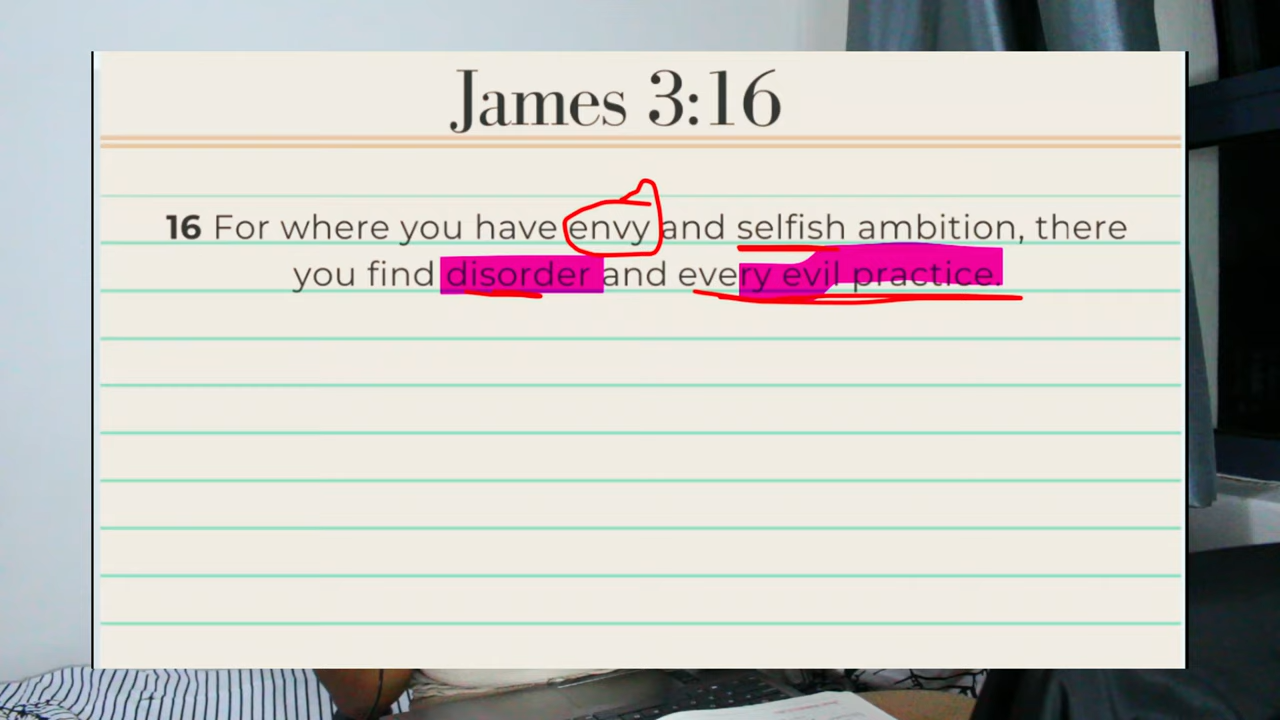 James 3:16
16 For where you have envy and selfish ambition, there
you find disorder and every evil practice.